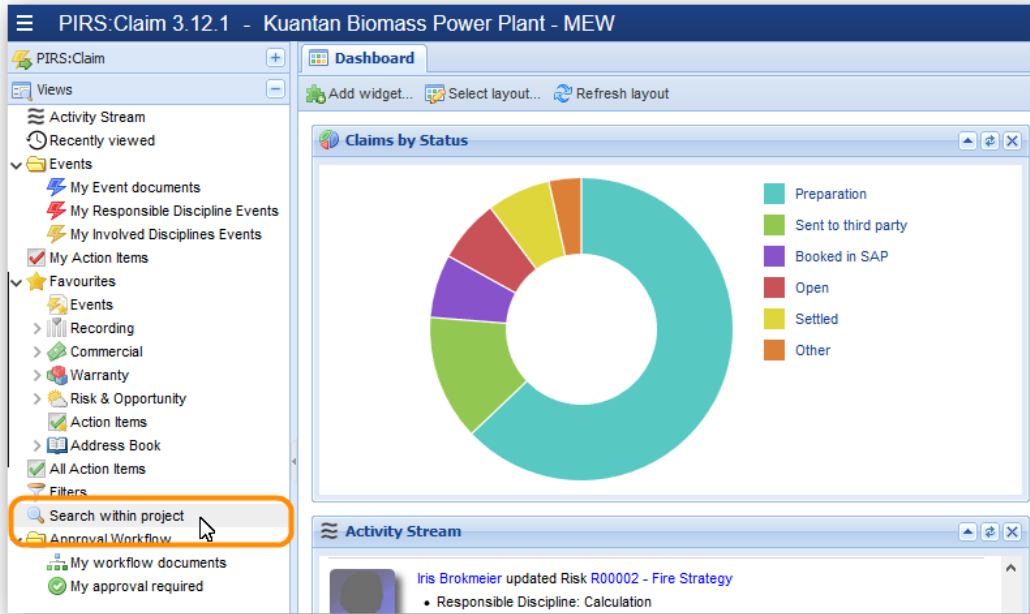 PIRS:Claim 3.12.1 - Kuantan Biomass Power Plant - MEW
PIRS:Claim
Views
Activity Stream
Recently viewed
Events
My Event documents
My Responsible Discipline Events
My Involved Disciplines Events
My Action Items
Favourites
Events
Recording
Commercial
Warranty
Risk & Opportunity
Action Items
Address Book
All Action Items
Filters
Search within project
Approval Workflow
My workflow documents
My approval required
Dashboard
Add widget... Select layout... Refresh layout
Claims by Status
Preparation
Sent to third party
Booked in SAP
Open
Settled
Other
Activity Stream
Iris Brokmeier updated Risk R00002 - Fire Strategy
• Responsible Discipline: Calculation